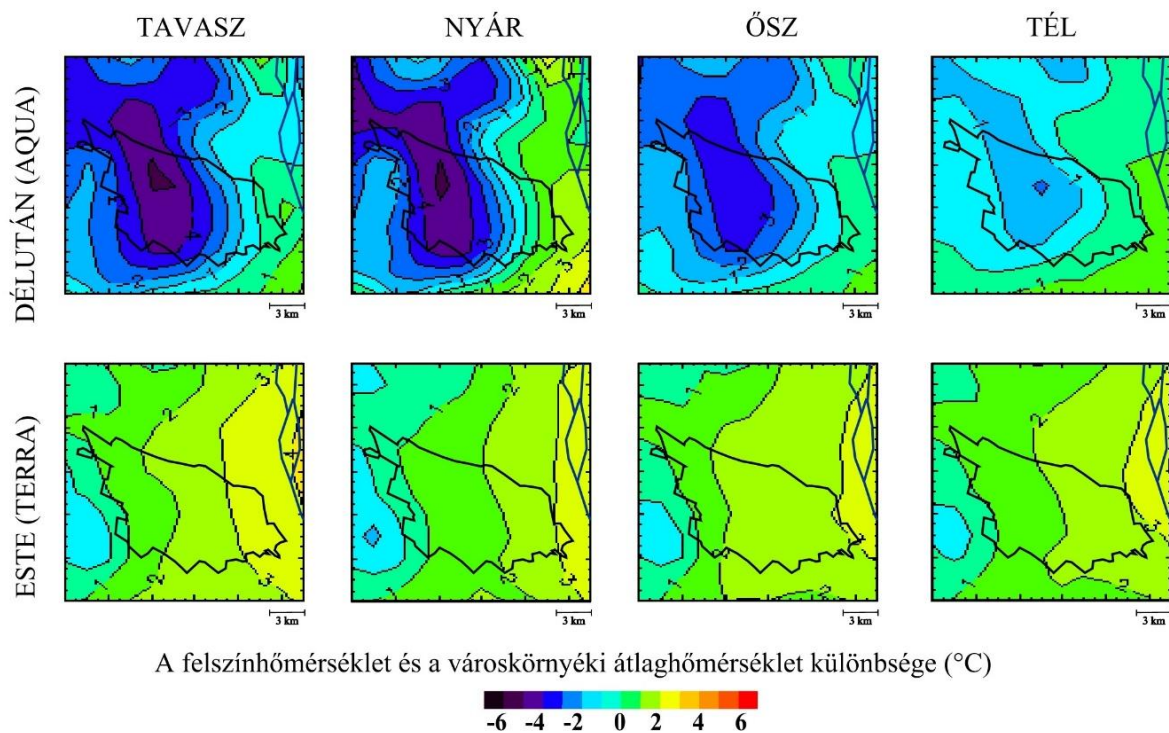 TAVASZ NYÁR ŐSZ TÉL
DÉLUTÁN (AQUA)
3 km 3 km 3 km 3 km
ESTE (TERRA)
3 km 3 km 3 km 3 km
A felszínhőmérséklet és a városkörnyéki átlaghőmérséklet különbsége (°C)
-6 -4 -2 0 2 4 6